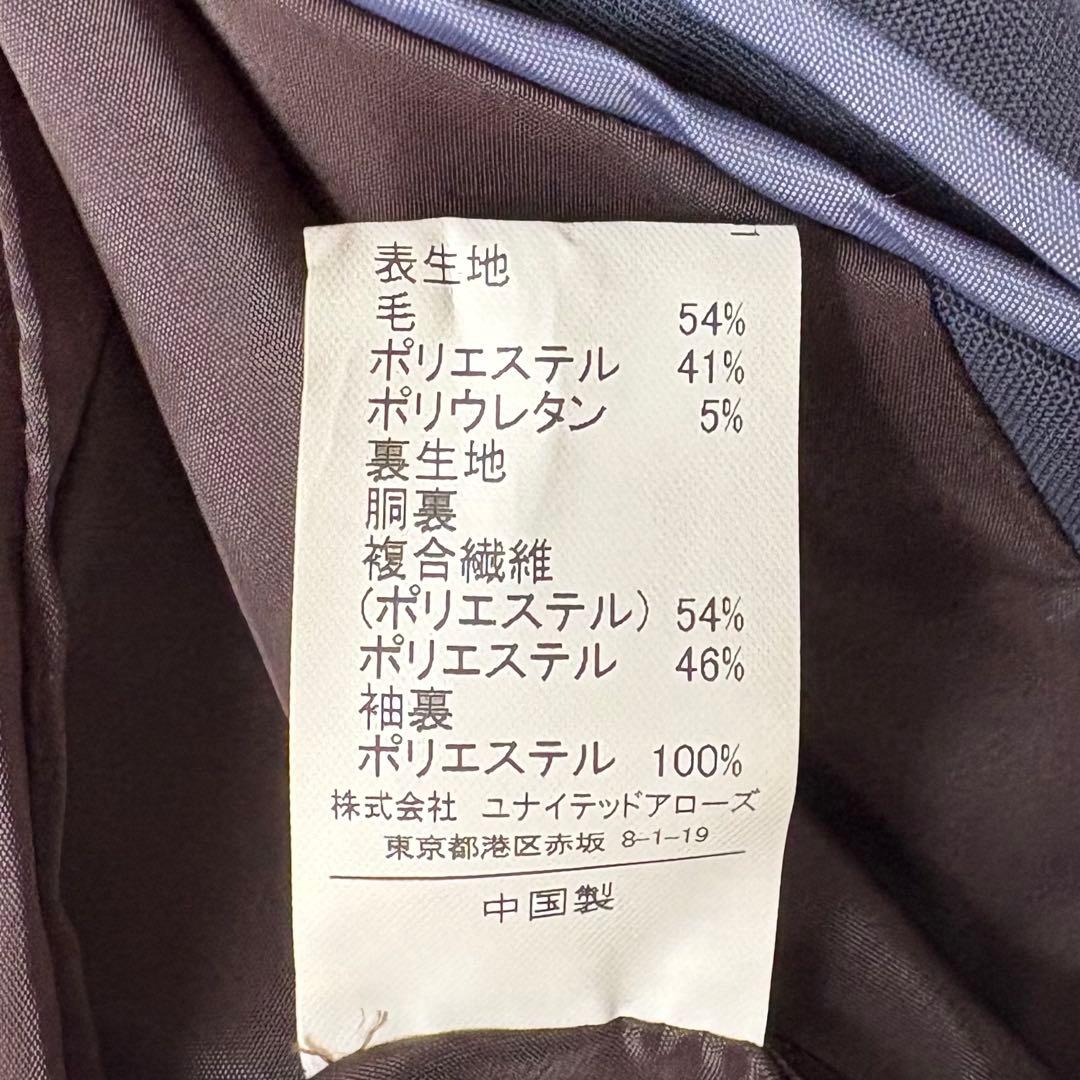 表生地
毛 54%
ポリエステル 41%
ポリウレタン 5%
裏生地
胴裏
複合繊維
(ポリエステル) 54%
ポリエステル 46%
袖裏
ポリエステル 100%
株式会社 ユナイテッドアローズ
東京都港区赤坂 8-1-19
中国製